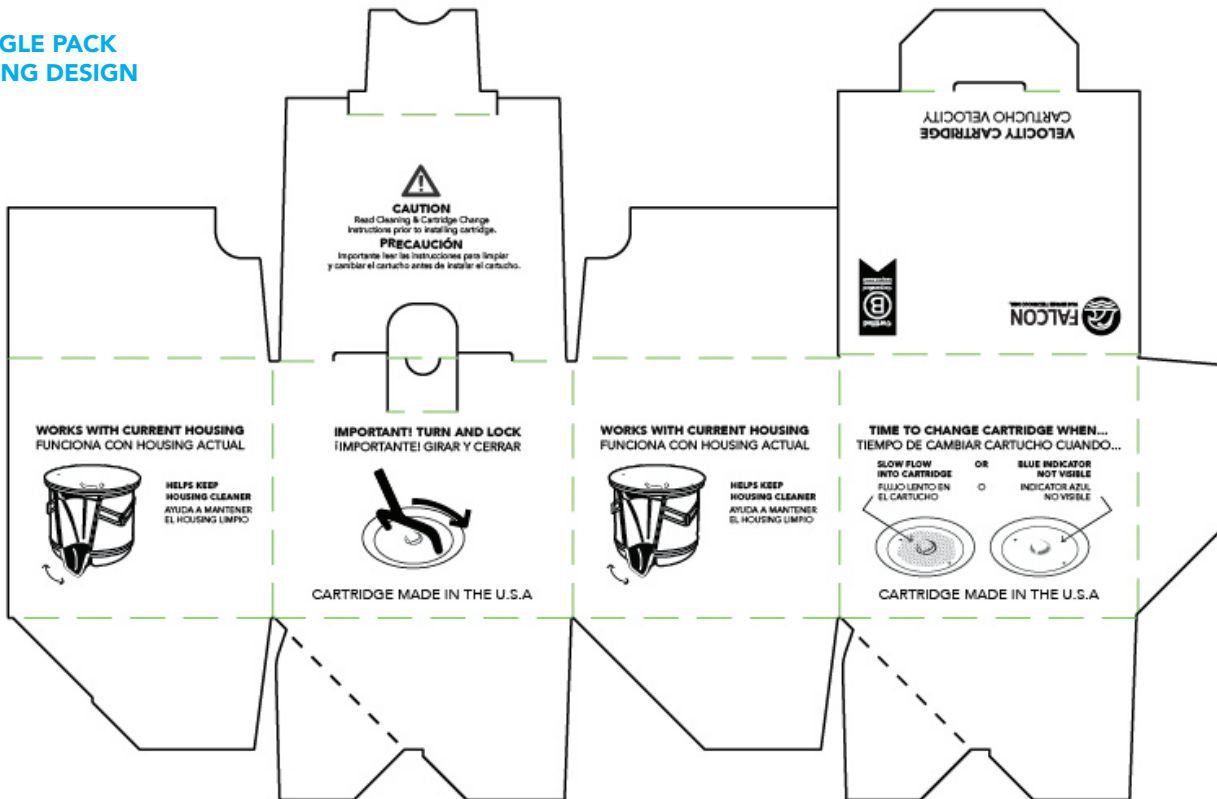 GLE PACK
NG DESIGN
VELOCITY CARTRIDGE
CARTUCHO VELOCITY
FALCON
Certified
B
Corporation
CAUTION
Read Cleaning & Cartridge Change
Instructions prior to installing cartridge.
PRECAUCIÓN
Importante leer las instrucciones para limpiar
y cambiar el cartucho antes de instalar el cartucho.
WORKS WITH CURRENT HOUSING
FUNCIONA CON HOUSING ACTUAL
HELPS KEEP
HOUSING CLEANER
AYUDA A MANTENER
EL HOUSING LIMPIO
IMPORTANT! TURN AND LOCK
¡IMPORTANTE! GIRAR Y CERRAR
CARTRIDGE MADE IN THE U.S.A
WORKS WITH CURRENT HOUSING
FUNCIONA CON HOUSING ACTUAL
HELPS KEEP
HOUSING CLEANER
AYUDA A MANTENER
EL HOUSING LIMPIO
TIME TO CHANGE CARTRIDGE WHEN...
TIEMPO DE CAMBIAR CARTUCHO CUANDO...
SLOW FLOW
INTO CARTRIDGE
FLUJO LENTO EN
EL CARTUCHO
OR
O
BLUE INDICATOR
NOT VISIBLE
INDICATOR AZUL
NO VISIBLE
CARTRIDGE MADE IN THE U.S.A